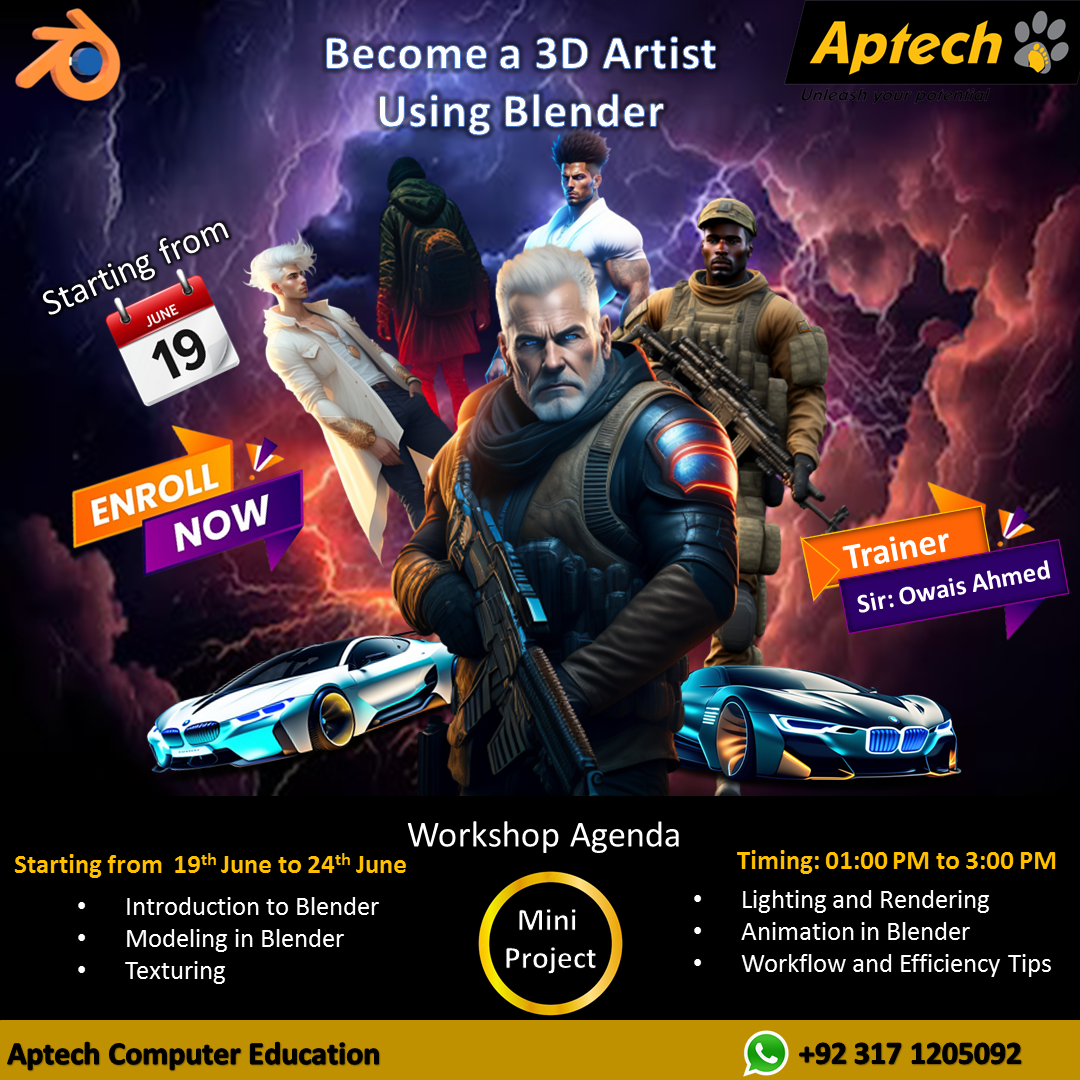 Become a 3D Artist
Using Blender
Aptech
Unleash your potential
Starting from
JUNE
19
ENROLL
NOW
Trainer
Sir: Owais Ahmed
Workshop Agenda
Starting from 19th June to 24th June
• Introduction to Blender
• Modeling in Blender
• Texturing
Mini
Project
Timing: 01:00 PM to 3:00 PM
• Lighting and Rendering
• Animation in Blender
• Workflow and Efficiency Tips
Aptech Computer Education
+92 317 1205092